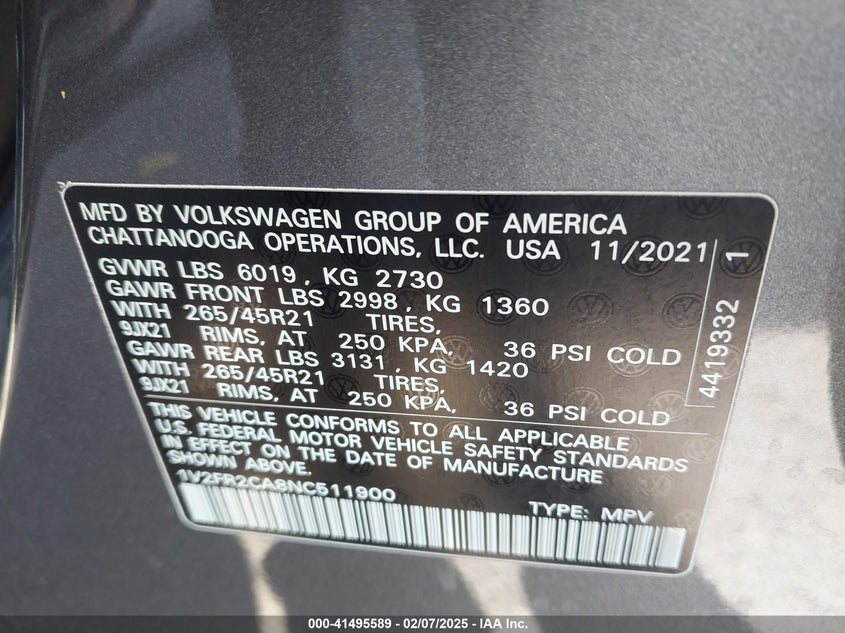 MFD BY VOLKSWAGEN GROUP OF AMERICA
CHATTANOOGA OPERATIONS, LLC. USA 11/2021
GVWR LBS 6019, KG 2730
GAWR FRONT LBS 2998, KG 1360
WITH 265/45R21 TIRES,
9JX21 RIMS, AT 250 KPA, 36 PSI COLD
GAWR REAR LBS 3131, KG 1420
WITH 265/45R21 TIRES,
9JX21 RIMS, AT 250 KPA, 36 PSI COLD
THIS VEHICLE CONFORMS TO ALL APPLICABLE
U.S. FEDERAL MOTOR VEHICLE SAFETY STANDARDS
IN EFFECT ON THE DATE OF MANUFACTURE
SHOWN ABOVE.
1V2FR2CA8NC511900
TYPE: MPV
4419332 1
000-41495589 - 02/07/2025 - IAA Inc.